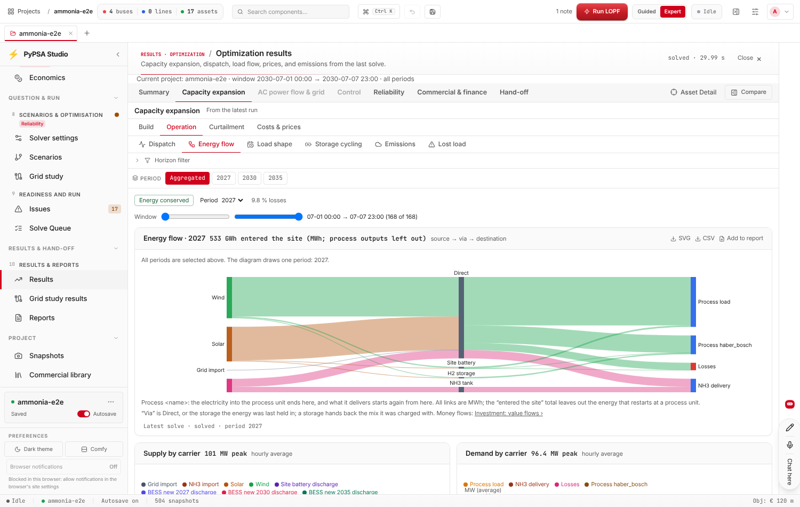 Projects
ammonia-e2e
4 buses
0 lines
17 assets
Search components...
Ctrl K
1 note
Run LOPF
Guided
Expert
Idle
A
ammonia-e2e
PyPSA Studio
Economics
QUESTION & RUN
8 SCENARIOS & OPTIMISATION
Reliability
Solver settings
Scenarios
Grid study
9 READINESS AND RUN
Issues 17
Solve Queue
RESULTS & HAND-OFF
10 RESULTS & REPORTS
Results
Grid study results
Reports
PROJECT
Snapshots
Commercial library
ammonia-e2e
Saved
Autosave
PREFERENCES
Dark theme
Comfy
Browser notifications Off
Blocked in this browser: allow notifications in the browser's site settings
RESULTS · OPTIMIZATION / Optimization results
Capacity expansion, dispatch, load flow, prices, and emissions from the last solve.
solved · 29.99 s
Close
Current project: ammonia-e2e · window 2030-07-01 00:00 → 2030-07-07 23:00 · all periods
Summary
Capacity expansion
AC power flow & grid
Control
Reliability
Commercial & finance
Hand-off
Asset Detail
Compare
Capacity expansion From the latest run
Build
Operation
Curtailment
Costs & prices
Dispatch
Energy flow
Load shape
Storage cycling
Emissions
Lost load
Horizon filter
PERIOD
Aggregated
2027
2030
2035
Energy conserved
Period 2027
9.8 % losses
Window
07-01 00:00 → 07-07 23:00 (168 of 168)
Energy flow · 2027 533 GWh entered the site (MWh; process outputs left out) source → via → destination
SVG
CSV
Add to report
All periods are selected above. The diagram draws one period: 2027.
Direct
Wind
Process load
Solar
Process haber_bosch
Site battery
Losses
Grid import
H2 storage
NH3 tank
NH3 delivery
Process <name>: the electricity into the process unit ends here, and what it delivers starts again from here. All links are MWh; the "entered the site" total leaves out the energy that restarts at a process unit.
"Via" is Direct, or the storage the energy was last held in; a storage hands back the mix it was charged with. Money flows: Investment: value flows ›
Latest solve · solved · period 2027
Supply by carrier 101 MW peak hourly average
Grid import
NH3 import
Solar
Wind
Site battery discharge
BESS new 2027 discharge
BESS new 2030 discharge
BESS new 2035 discharge
Demand by carrier 96.4 MW peak hourly average
Process load
NH3 delivery
Losses
Process haber_bosch
MW (average)
Chat here
Idle
ammonia-e2e
Autosave on
504 snapshots
Obj: € 120 m